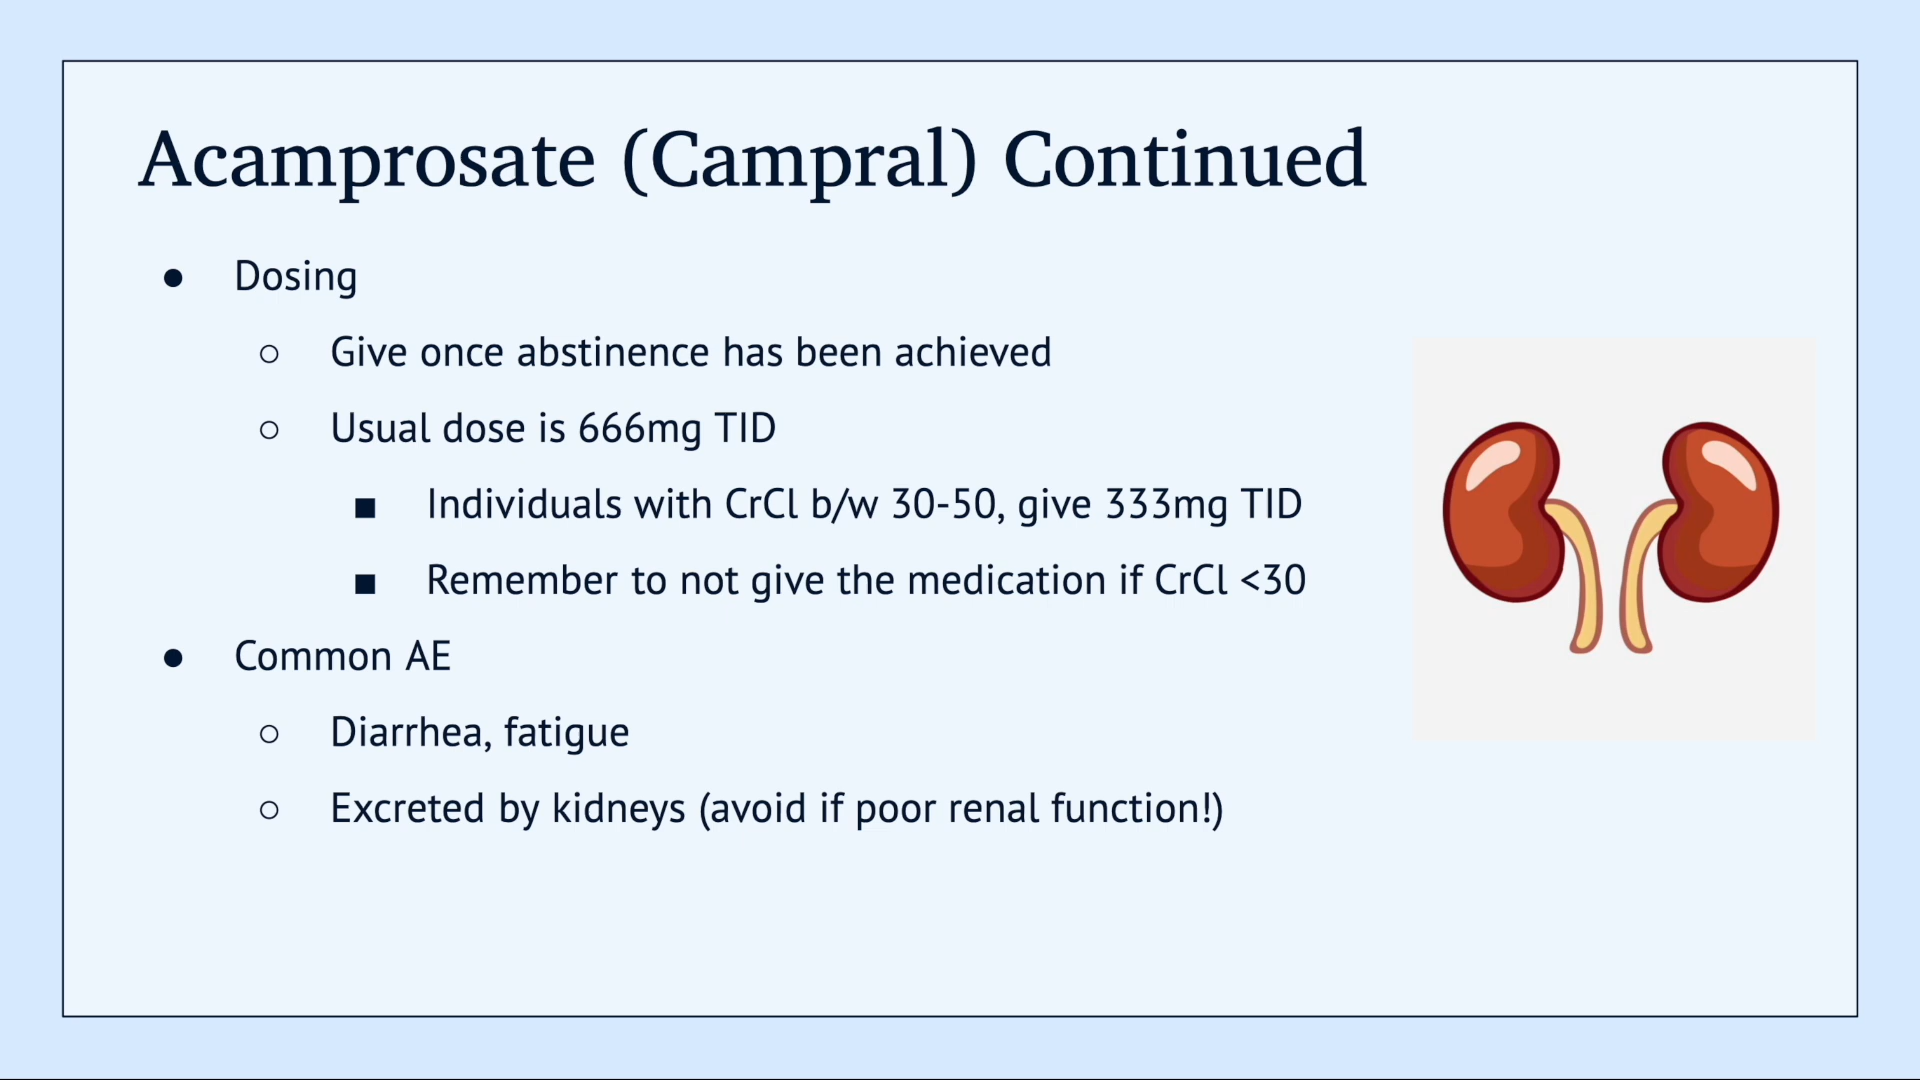 Acamprosate (Campral) Continued
● Dosing
○ Give once abstinence has been achieved
○ Usual dose is 666mg TID
■ Individuals with CrCl b/w 30-50, give 333mg TID
■ Remember to not give the medication if CrCl <30
● Common AE
○ Diarrhea, fatigue
○ Excreted by kidneys (avoid if poor renal function!)